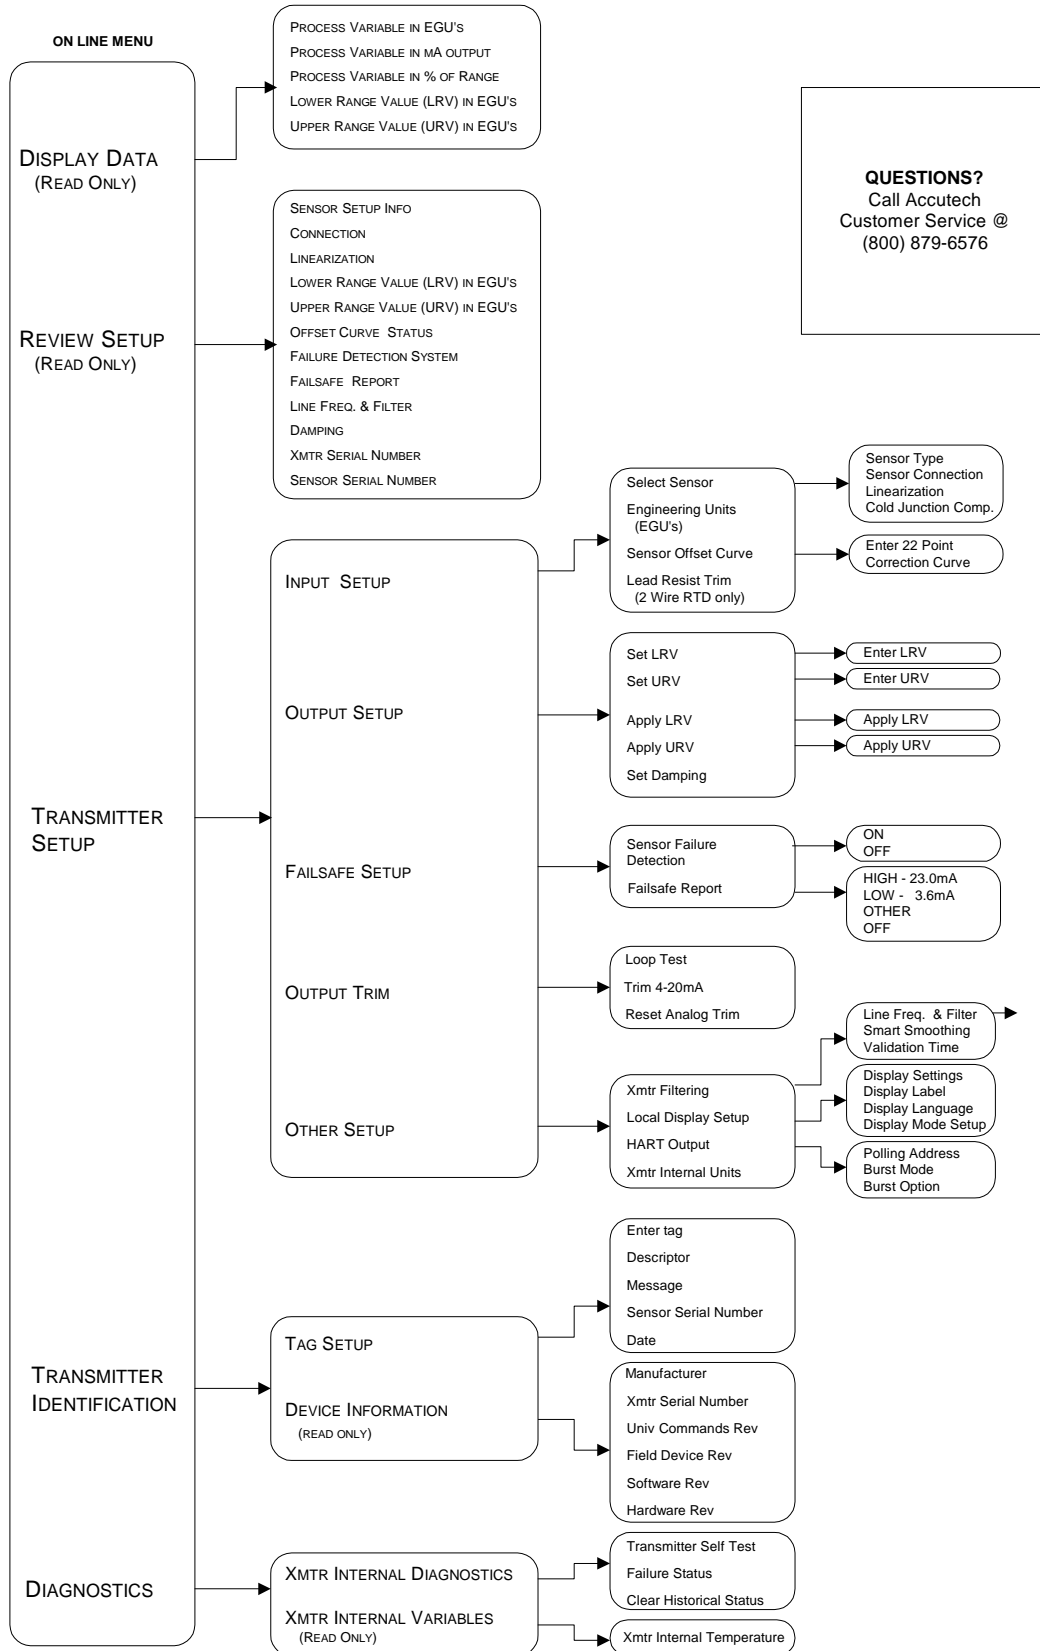 ON LINE MENU
DISPLAY DATA
(READ ONLY)
REVIEW SETUP
(READ ONLY)
TRANSMITTER
SETUP
TRANSMITTER
IDENTIFICATION
DIAGNOSTICS
PROCESS VARIABLE IN EGU'S
PROCESS VARIABLE IN MA OUTPUT
PROCESS VARIABLE IN % OF RANGE
LOWER RANGE VALUE (LRV) IN EGU'S
UPPER RANGE VALUE (URV) IN EGU'S
SENSOR SETUP INFO
CONNECTION
LINEARIZATION
LOWER RANGE VALUE (LRV) IN EGU'S
UPPER RANGE VALUE (URV) IN EGU'S
OFFSET CURVE STATUS
FAILURE DETECTION SYSTEM
FAILSAFE REPORT
LINE FREQ. & FILTER
DAMPING
XMTR SERIAL NUMBER
SENSOR SERIAL NUMBER
QUESTIONS?
Call Accutech
Customer Service @
(800) 879-6576
INPUT SETUP
OUTPUT SETUP
FAILSAFE SETUP
OUTPUT TRIM
OTHER SETUP
Select Sensor
Engineering Units
(EGU's)
Sensor Offset Curve
Lead Resist Trim
(2 Wire RTD only)
Sensor Type
Sensor Connection
Linearization
Cold Junction Comp.
Enter 22 Point
Correction Curve
Set LRV
Set URV
Apply LRV
Apply URV
Set Damping
Enter LRV
Enter URV
Apply LRV
Apply URV
Sensor Failure
Detection
Failsafe Report
ON
OFF
HIGH - 23.0mA
LOW - 3.6mA
OTHER
OFF
Loop Test
Trim 4-20mA
Reset Analog Trim
Xmtr Filtering
Local Display Setup
HART Output
Xmtr Internal Units
Line Freq. & Filter
Smart Smoothing
Validation Time
Display Settings
Display Label
Display Language
Display Mode Setup
Polling Address
Burst Mode
Burst Option
TAG SETUP
DEVICE INFORMATION
(READ ONLY)
Enter tag
Descriptor
Message
Sensor Serial Number
Date
Manufacturer
Xmtr Serial Number
Univ Commands Rev
Field Device Rev
Software Rev
Hardware Rev
XMTR INTERNAL DIAGNOSTICS
XMTR INTERNAL VARIABLES
(READ ONLY)
Transmitter Self Test
Failure Status
Clear Historical Status
Xmtr Internal Temperature